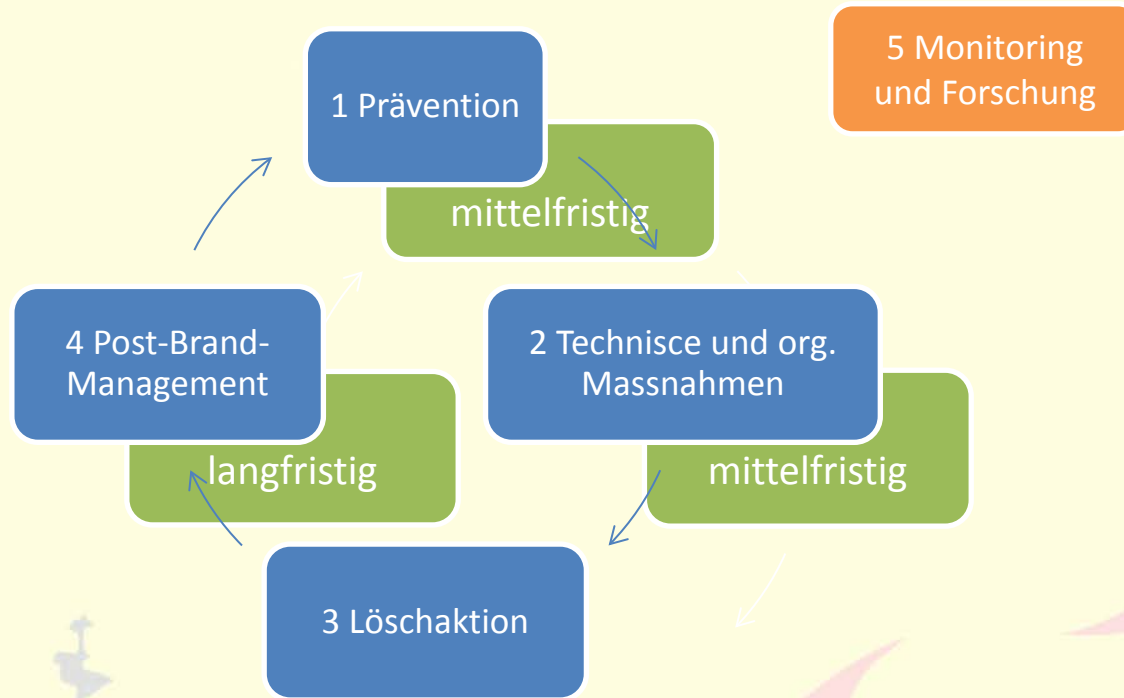 1 Prävention
mittelfristig
2 Technisce und org.
Massnahmen
mittelfristig
3 Löschaktion
4 Post-Brand-
Management
langfristig
5 Monitoring
und Forschung